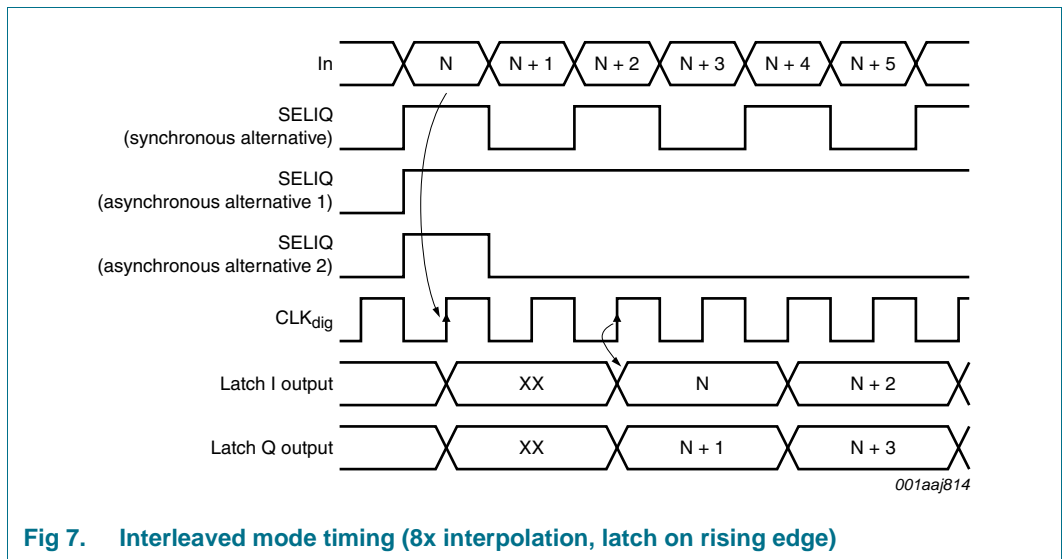 In
N
N + 1
N + 2
N + 3
N + 4
N + 5
SELIQ
(synchronous alternative)
SELIQ
(asynchronous alternative 1)
SELIQ
(asynchronous alternative 2)
CLKdig
Latch I output
XX
N
N + 2
Latch Q output
XX
N + 1
N + 3
001aaj814
Fig 7. Interleaved mode timing (8x interpolation, latch on rising edge)